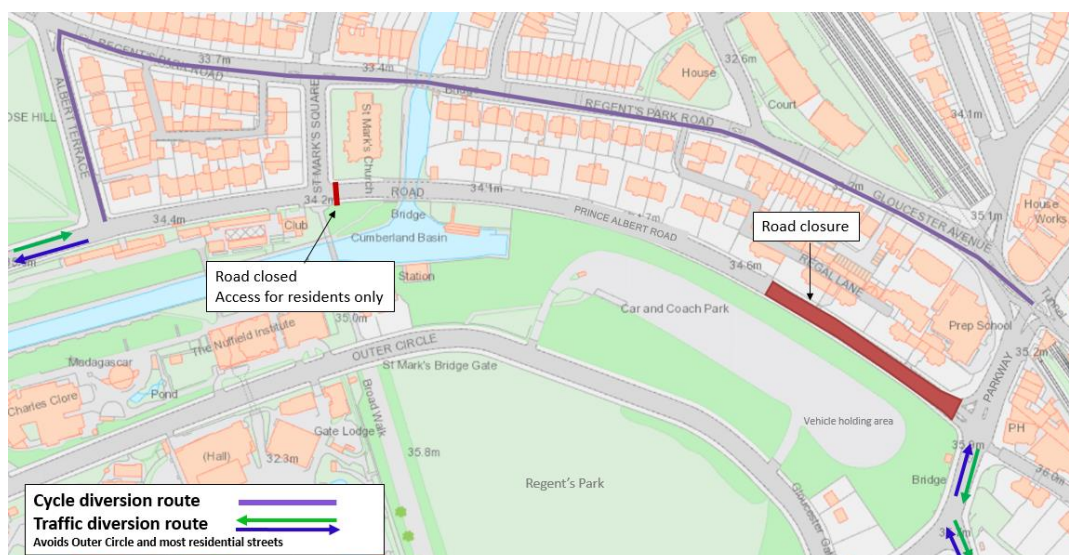 REGENT'S PARK ROAD
33.7m
33.4m
House
32.6m
Court
34.1m
ALBERT TERRACE
ST MARK'S SQUARE
St Mark's Church
REGENT'S PARK ROAD
GLOUCESTER AVENUE
35.1m
House
Works
Tunnel
34.4m
34.2m
ROAD
34.1m
Bridge
Club
Cumberland Basin
PRINCE ALBERT ROAD
Road closure
REGAL LANE
34.6m
Road closed
Access for residents only
Station
35.0m
Car and Coach Park
Prep School
PARKWAY
35.2m
The Nuffield Institute
OUTER CIRCLE
St Mark's Bridge Gate
Madagascar
Pond
Charles Clore
Broad Walk
Gate Lodge
(Hall)
32.3m
35.8m
Vehicle holding area
PH
36.0m
Bridge
Regent's Park
Cycle diversion route
Traffic diversion route
Avoids Outer Circle and most residential streets